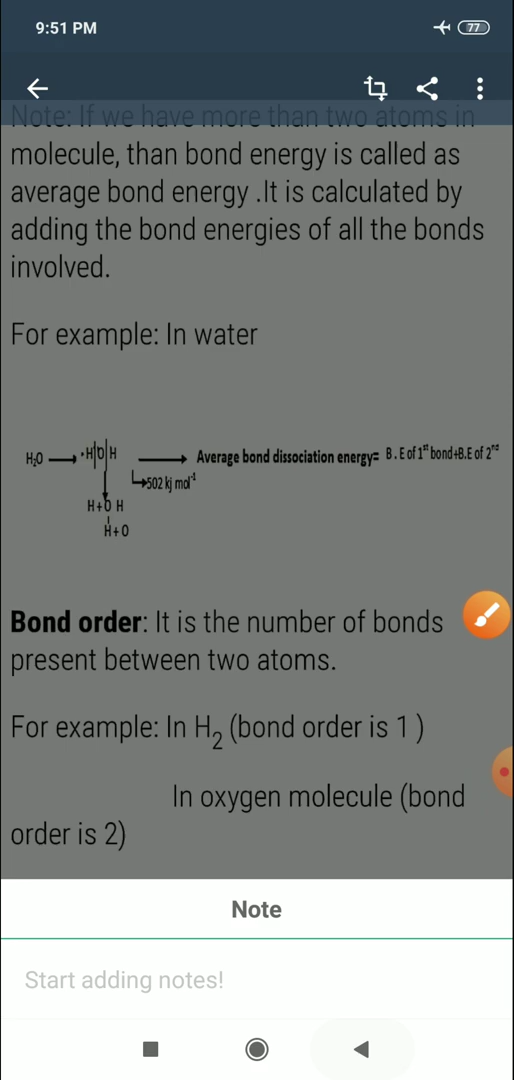 9:51 PM
77
Note: If we have more than two atoms in
molecule, than bond energy is called as
average bond energy .It is calculated by
adding the bond energies of all the bonds
involved.
For example: In water
H₂O ⟶ ·H|O|H ⟶ Average bond dissociation energy= B.E of 1st bond+B.E of 2nd
502 kj mol⁻¹
H+O H
H+O
Bond order: It is the number of bonds
present between two atoms.
For example: In H₂ (bond order is 1 )
In oxygen molecule (bond
order is 2)
Note
Start adding notes!